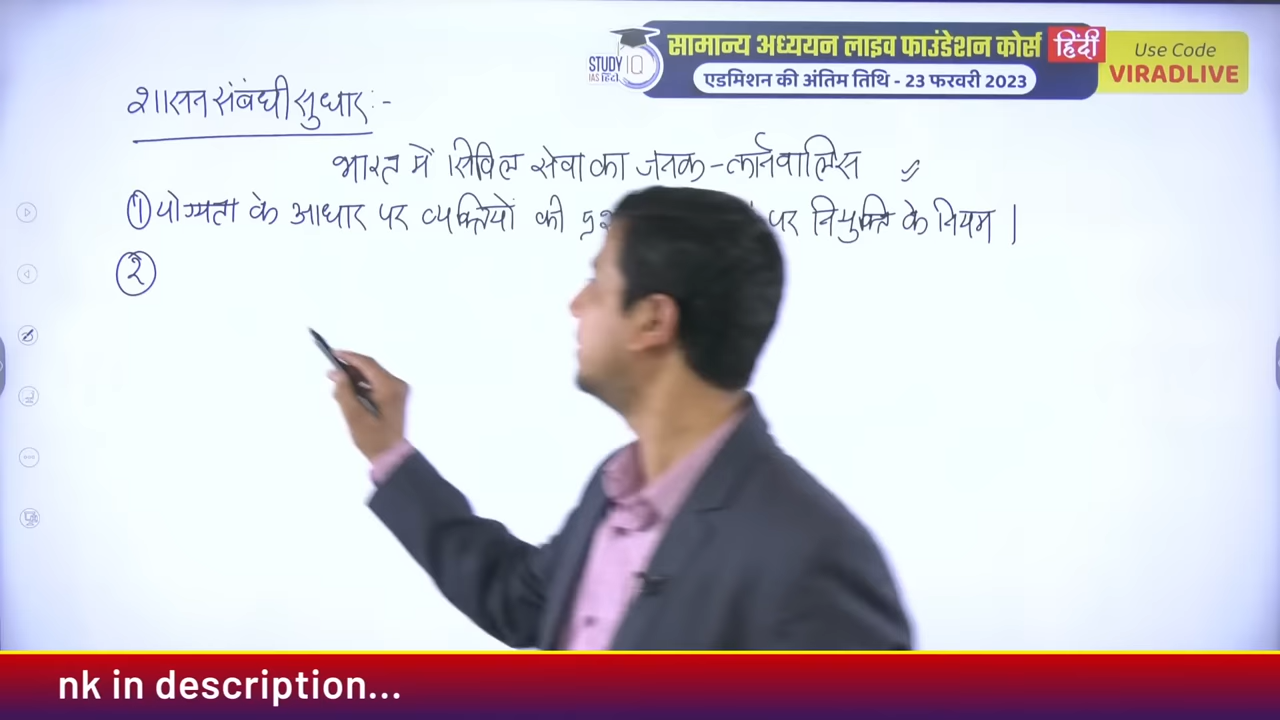 STUDY IQ
IAS हिंदी
सामान्य अध्ययन लाइव फाउंडेशन कोर्स हिंदी
एडमिशन की अंतिम तिथि - 23 फरवरी 2023
Use Code
VIRADLIVE
शासन संबंधी सुधार :-
भारत में सिविल सेवा का जनक - कॉर्नवालिस
① योग्यता के आधार पर व्यक्तियों की पर नियुक्ति के नियम |
②
nk in description...